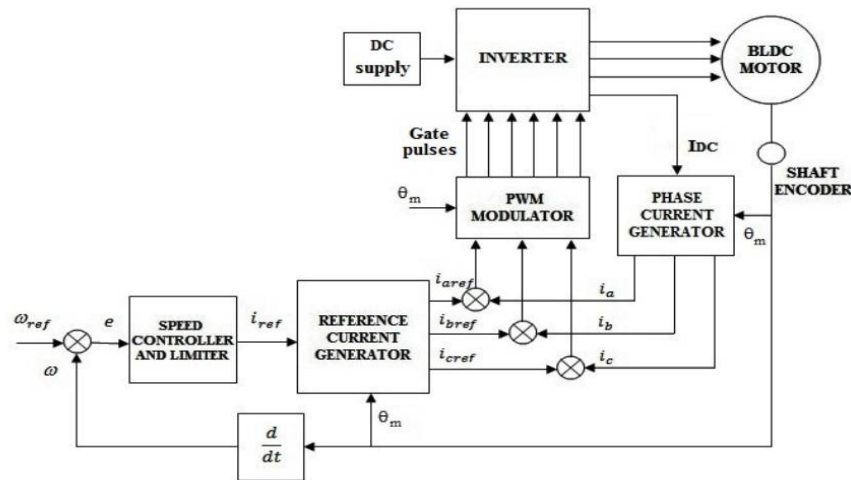 DC
supply
INVERTER
BLDC
MOTOR
Gate
pulses
IDC
SHAFT
ENCODER
θm
PWM
MODULATOR
PHASE
CURRENT
GENERATOR
θm
iaref
ia
ωref
e
SPEED
CONTROLLER
AND LIMITER
iref
REFERENCE
CURRENT
GENERATOR
ibref
ib
icref
ic
ω
θm
d
dt